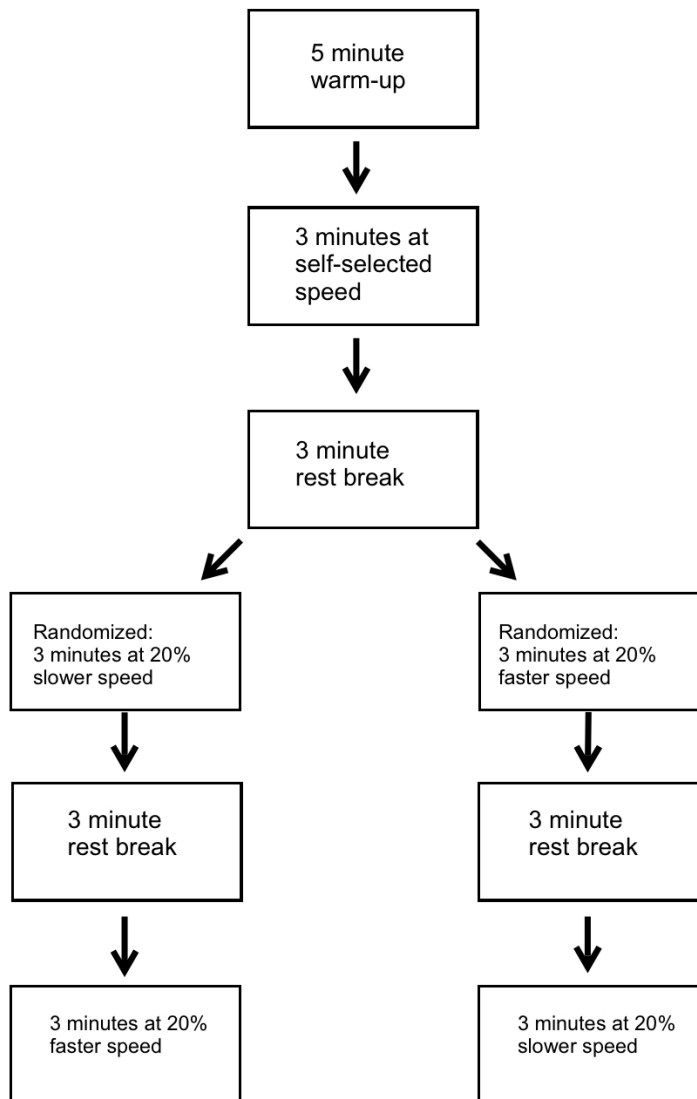 5 minute
warm-up
3 minutes at
self-selected
speed
3 minute
rest break
Randomized:
3 minutes at 20%
slower speed
Randomized:
3 minutes at 20%
faster speed
3 minute
rest break
3 minute
rest break
3 minutes at 20%
faster speed
3 minutes at 20%
slower speed